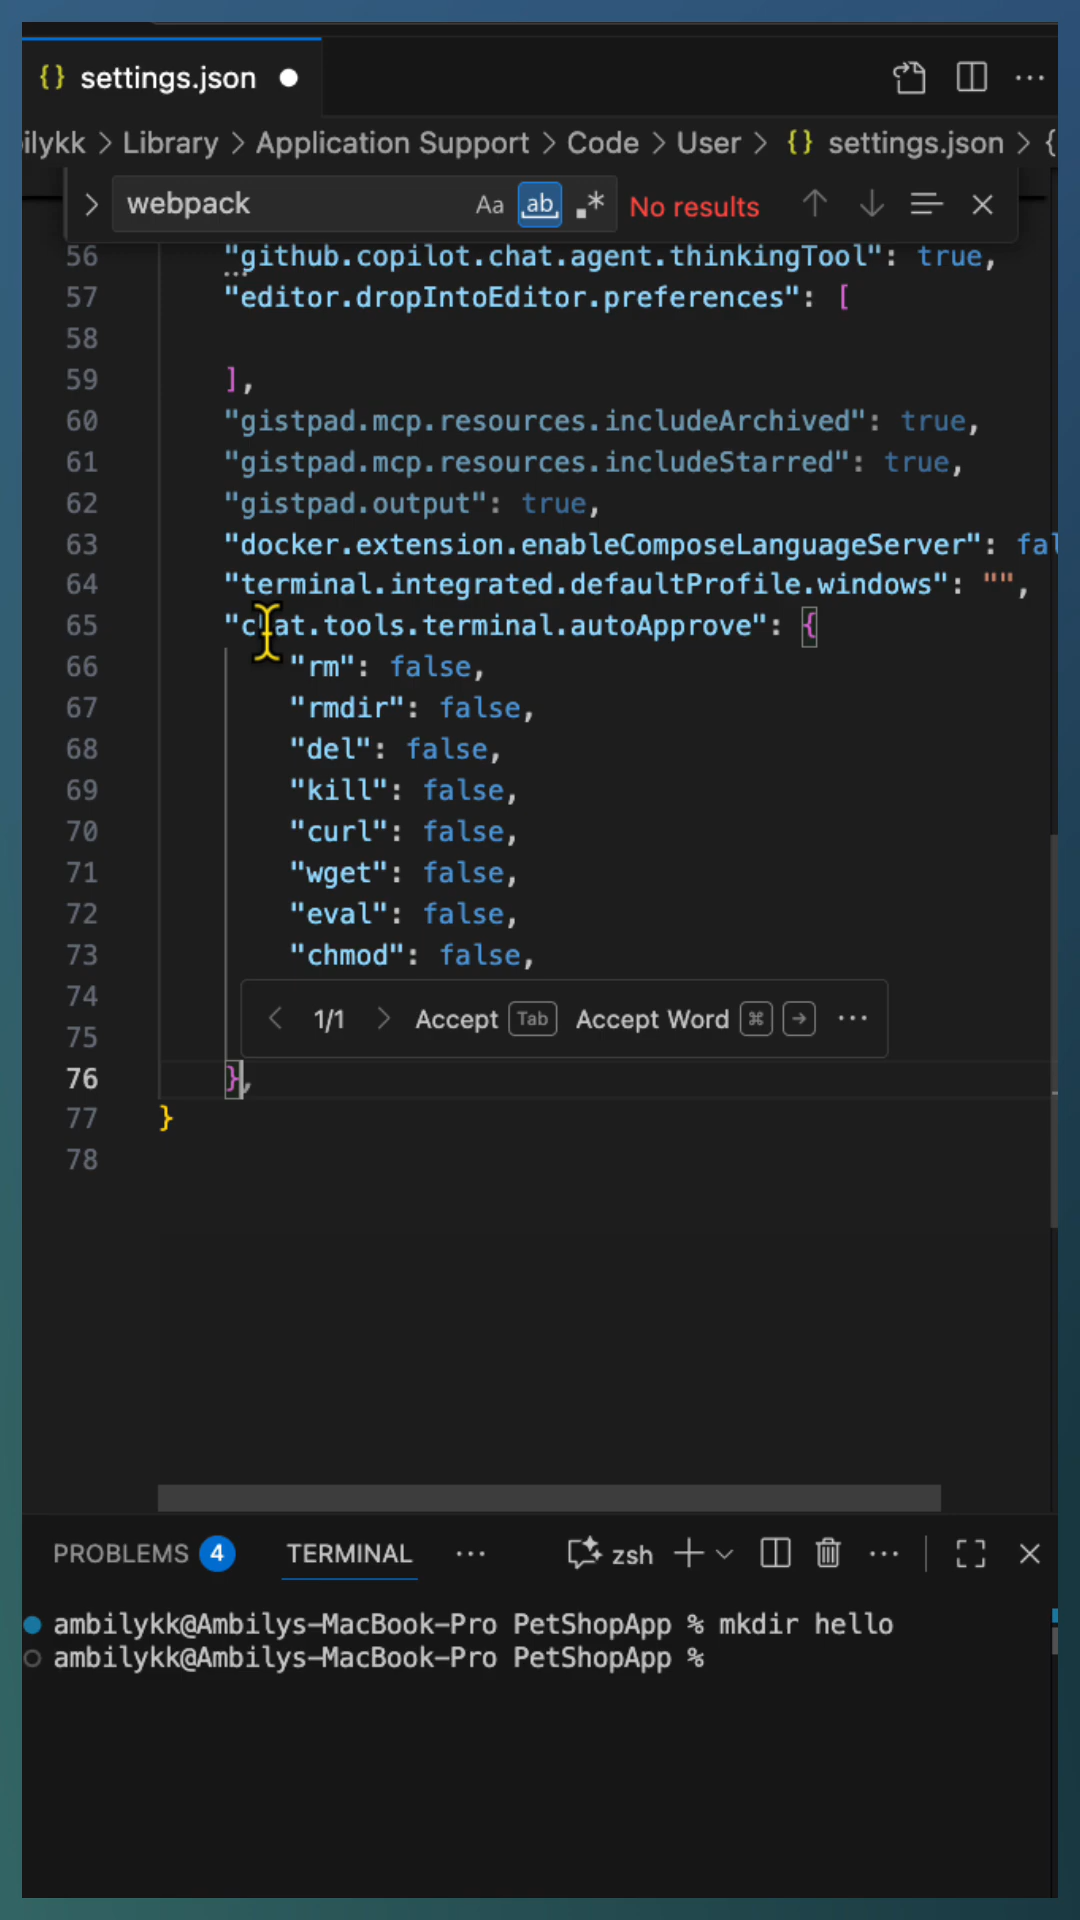 {} settings.json
ilykk > Library > Application Support > Code > User > {} settings.json > {
webpack Aa ab .* No results
56 "github.copilot.chat.agent.thinkingTool": true,
57 "editor.dropIntoEditor.preferences": [
58
59 ],
60 "gistpad.mcp.resources.includeArchived": true,
61 "gistpad.mcp.resources.includeStarred": true,
62 "gistpad.output": true,
63 "docker.extension.enableComposeLanguageServer": fal
64 "terminal.integrated.defaultProfile.windows": "",
65 "chat.tools.terminal.autoApprove": {
66 "rm": false,
67 "rmdir": false,
68 "del": false,
69 "kill": false,
70 "curl": false,
71 "wget": false,
72 "eval": false,
73 "chmod": false,
74
1/1 Accept Tab Accept Word ⌘ →
75
76 },
77 }
78
PROBLEMS 4 TERMINAL zsh
ambilykk@Ambilys-MacBook-Pro PetShopApp % mkdir hello
ambilykk@Ambilys-MacBook-Pro PetShopApp %